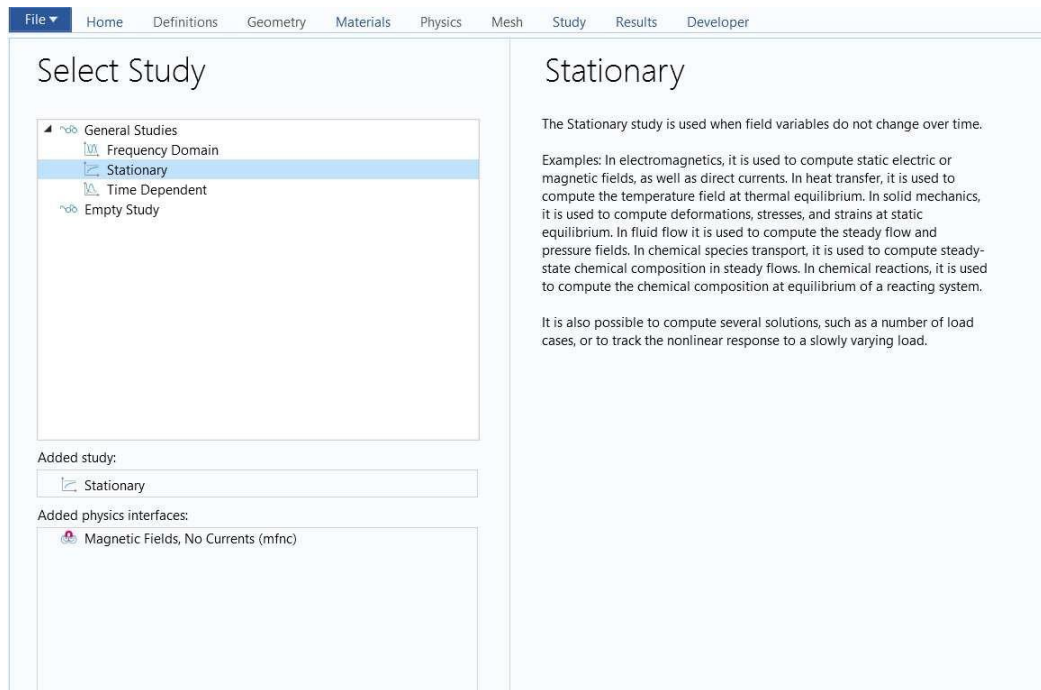 File Home Definitions Geometry Materials Physics Mesh Study Results Developer
Select Study
General Studies
Frequency Domain
Stationary
Time Dependent
Empty Study
Added study:
Stationary
Added physics interfaces:
Magnetic Fields, No Currents (mfnc)
Stationary
The Stationary study is used when field variables do not change over time.
Examples: In electromagnetics, it is used to compute static electric or
magnetic fields, as well as direct currents. In heat transfer, it is used to
compute the temperature field at thermal equilibrium. In solid mechanics,
it is used to compute deformations, stresses, and strains at static
equilibrium. In fluid flow it is used to compute the steady flow and
pressure fields. In chemical species transport, it is used to compute steady-
state chemical composition in steady flows. In chemical reactions, it is used
to compute the chemical composition at equilibrium of a reacting system.
It is also possible to compute several solutions, such as a number of load
cases, or to track the nonlinear response to a slowly varying load.